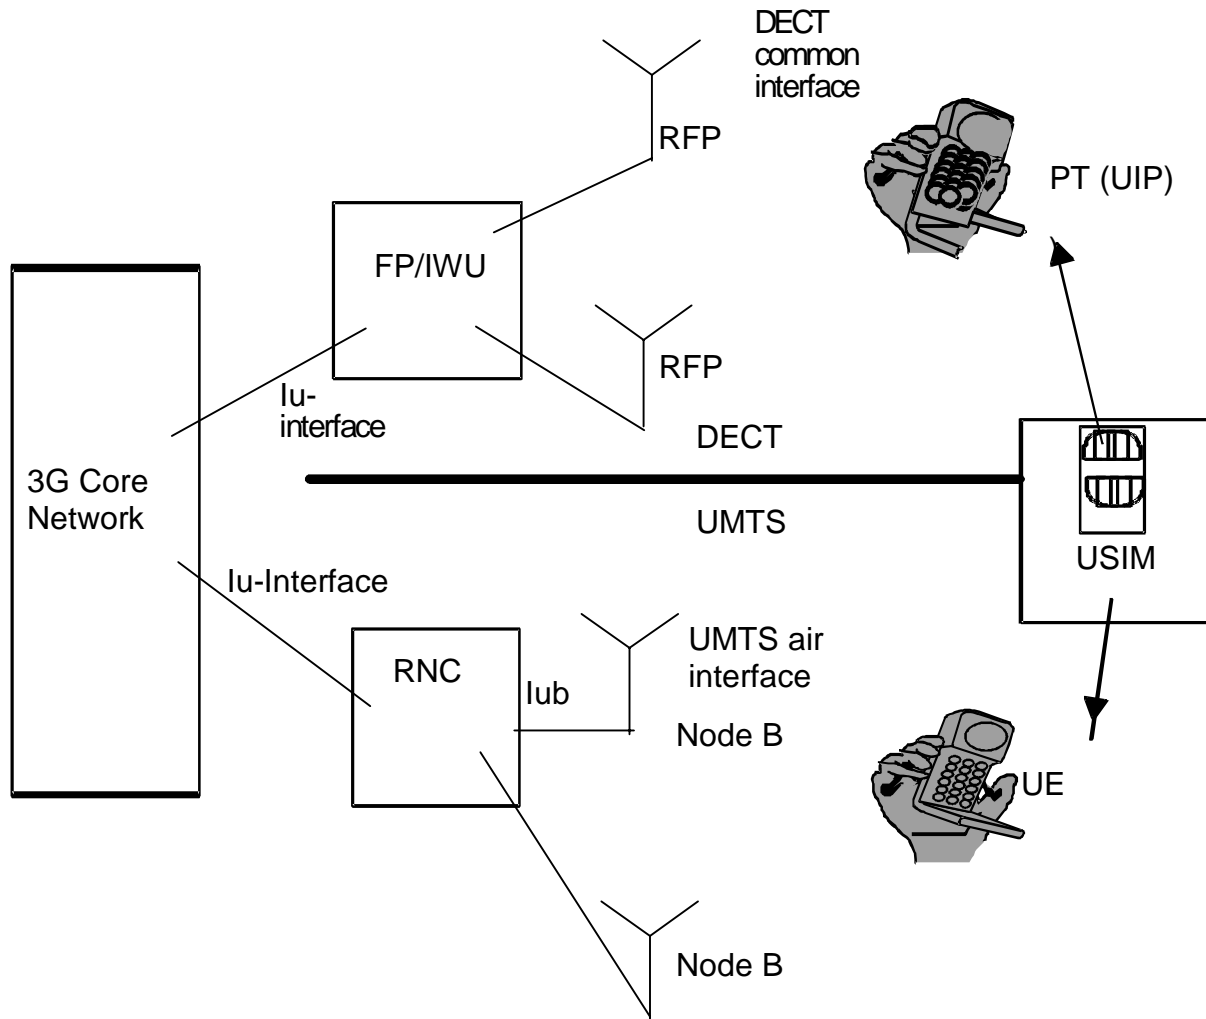 DECT
common
interface
RFP
PT (UIP)
FP/IWU
RFP
Iu-
interface
DECT
3G Core
Network
UMTS
USIM
Iu-Interface
UMTS air
interface
RNC
Iub
Node B
UE
Node B